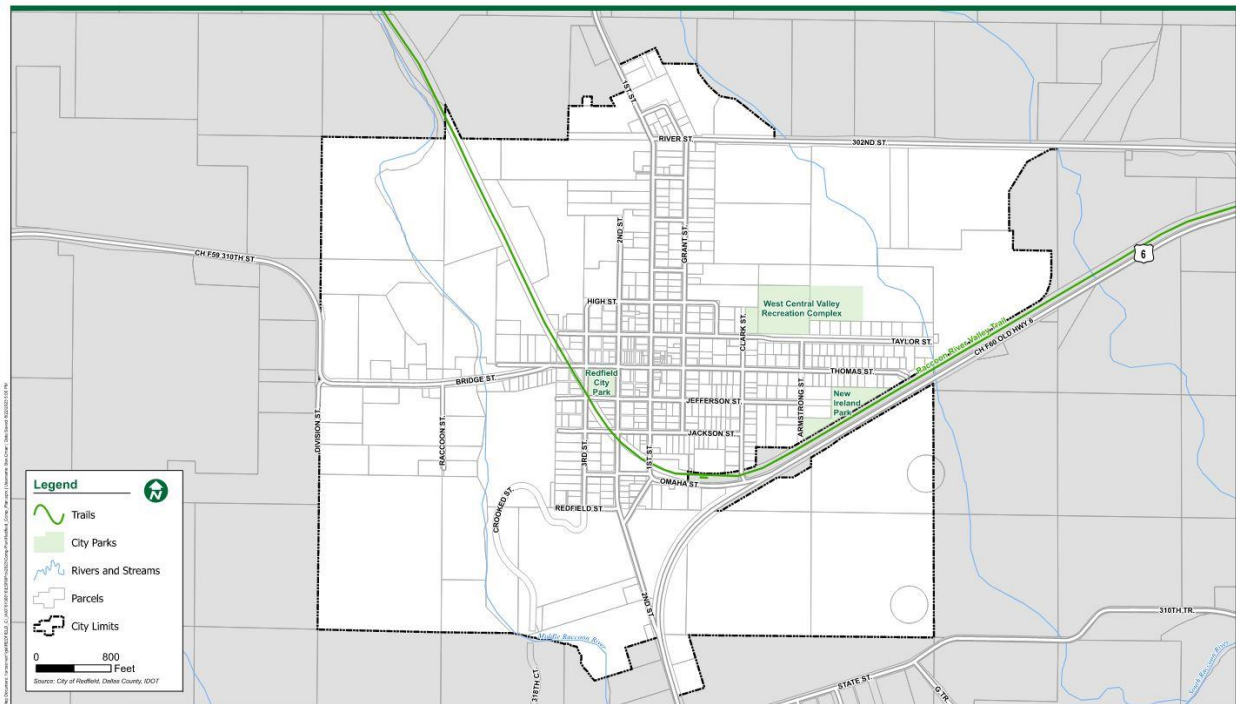 1ST ST.
RIVER ST.
302ND ST.
2ND ST.
GRANT ST.
CH F59 310TH ST
6
HIGH ST.
West Central Valley
Recreation Complex
CLARK ST.
TAYLOR ST.
Raccoon River Valley Trail
CH F60 OLD HWY 6
THOMAS ST.
BRIDGE ST.
Redfield
City
Park
New
Ireland
Park
JEFFERSON ST.
ARMSTRONG ST.
JACKSON ST.
DIVISION ST.
RACCOON ST.
3RD ST.
1ST ST.
OMAHA ST.
CROOKED ST.
REDFIELD ST.
2ND ST.
Middle Raccoon River
318TH CT.
310TH TR.
STATE ST.
G TR.
South Raccoon River
Legend
N
Trails
City Parks
Rivers and Streams
Parcels
City Limits
0 800
Feet
Source: City of Redfield, Dallas County, IDOT